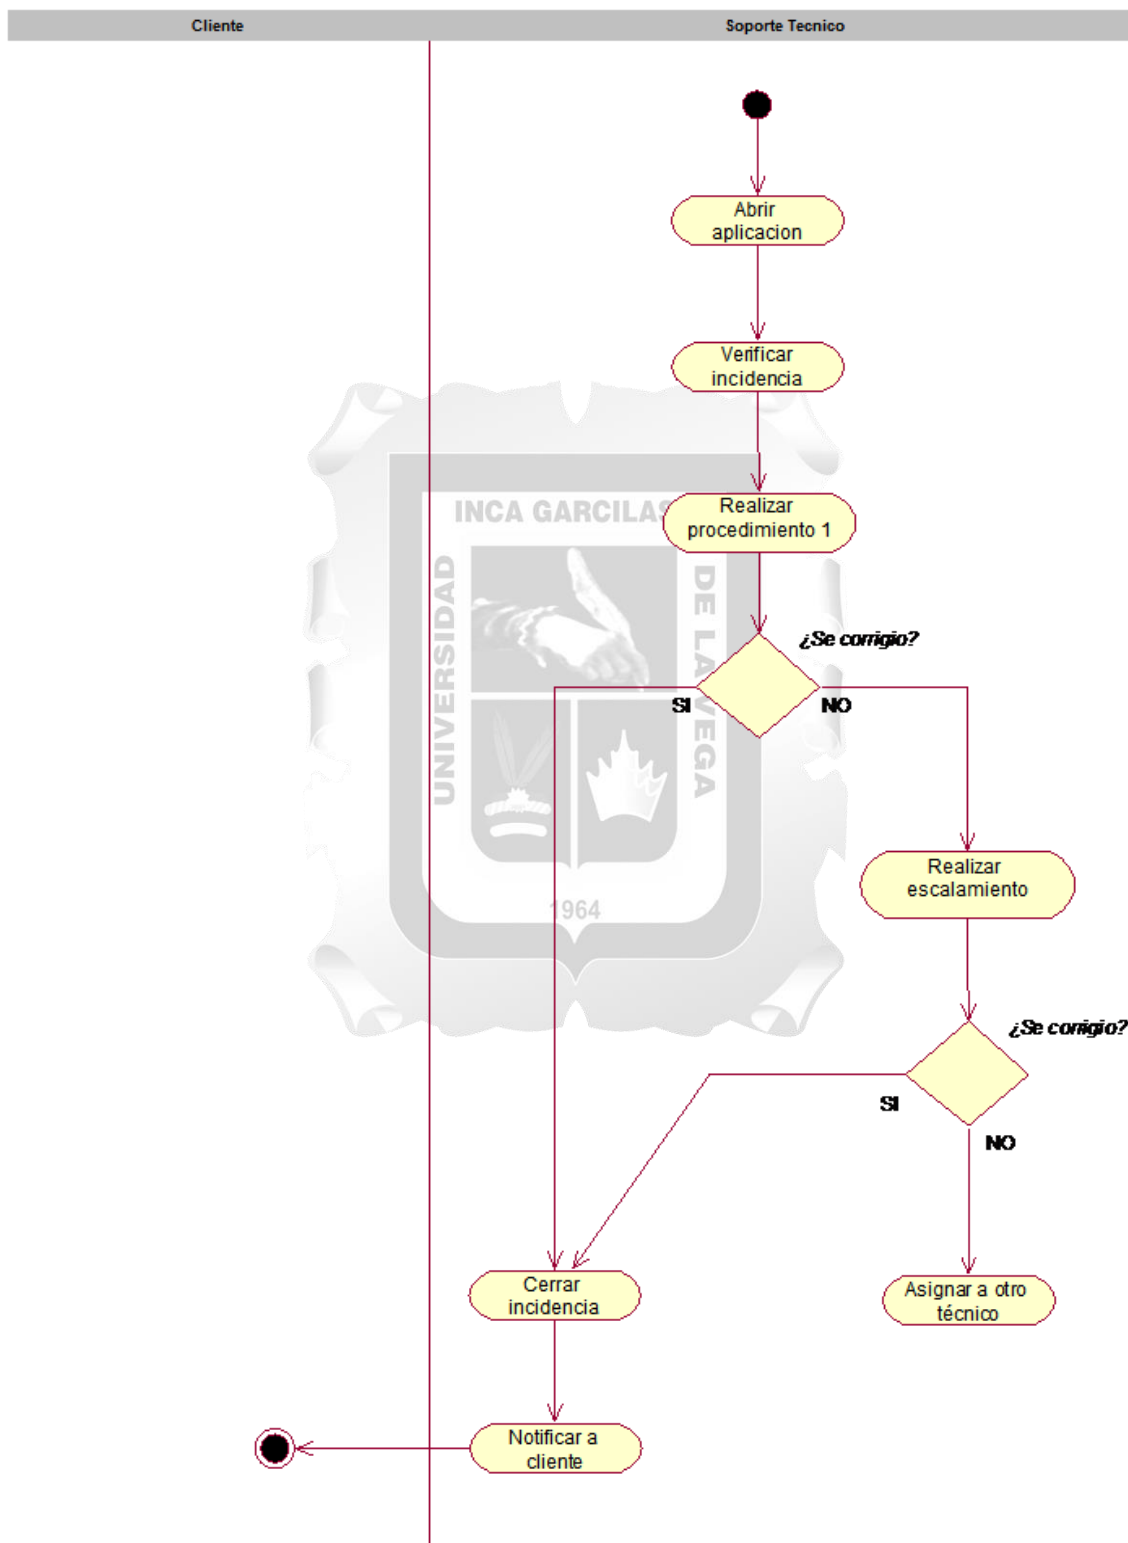 Cliente
Soporte Tecnico
Abrir
aplicacion
Verificar
incidencia
INCA GARCILAS
Realizar
procedimiento 1
UNIVERSIDAD
DE LA VEGA
¿Se corrigio?
SI
NO
Realizar
escalamiento
1964
¿Se corrigio?
SI
NO
Cerrar
incidencia
Asignar a otro
técnico
Notificar a
cliente